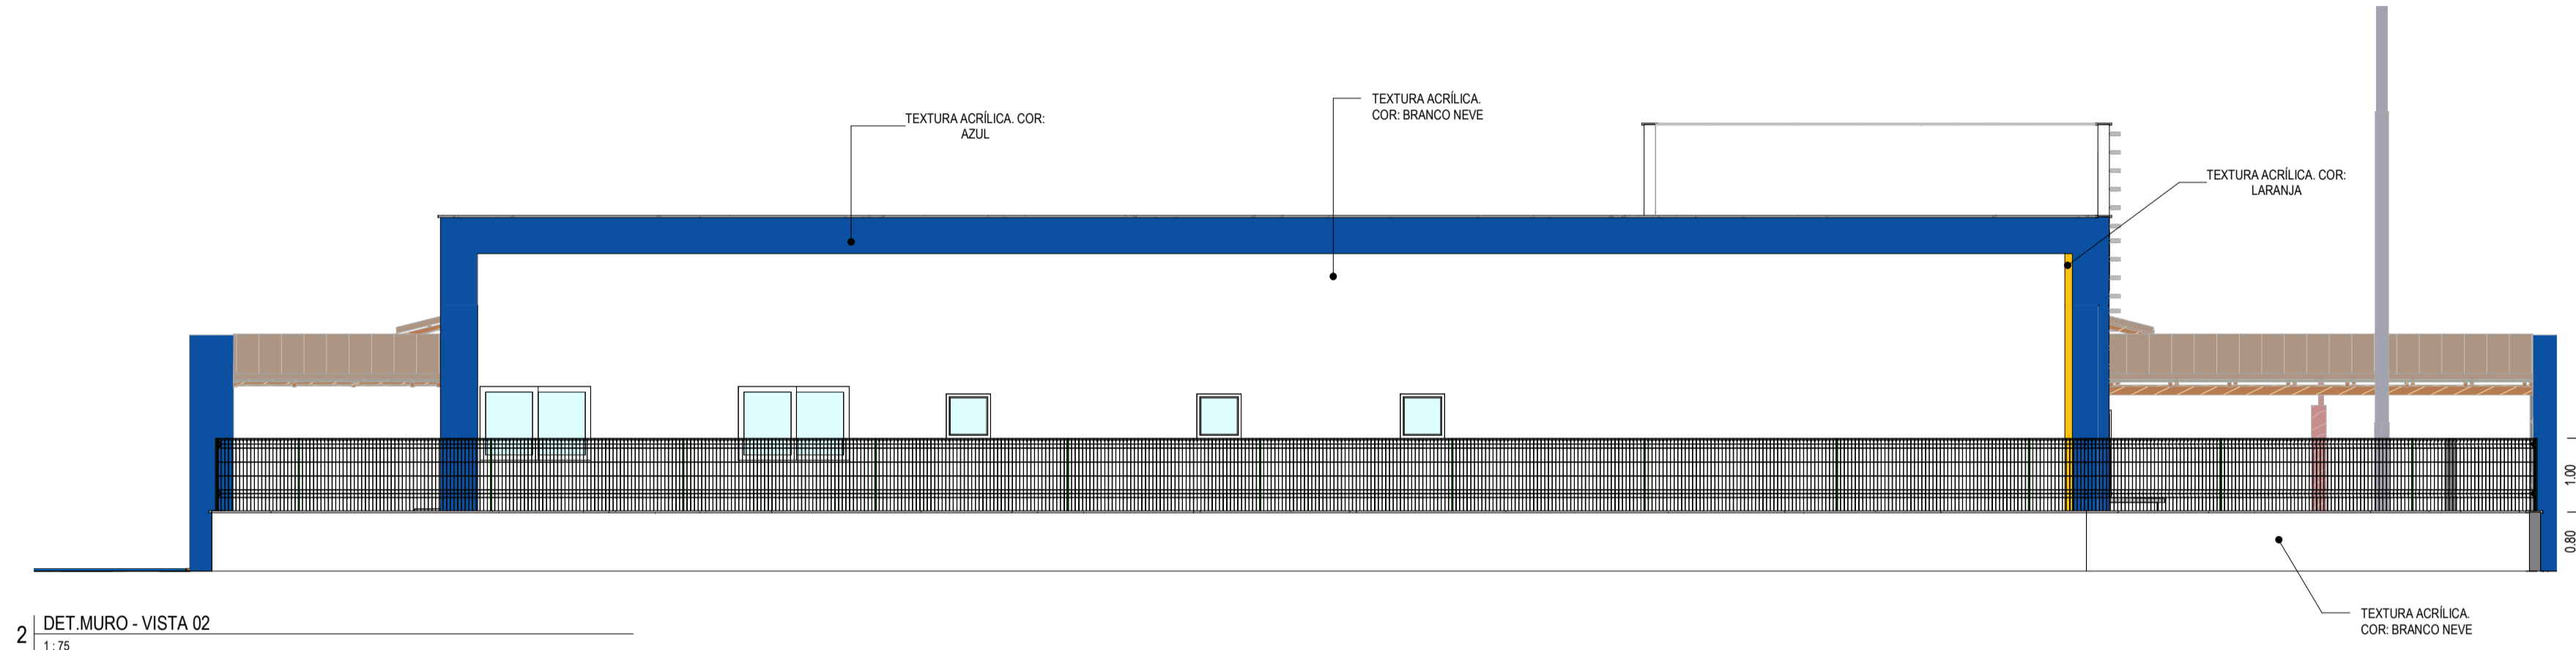 TEXTURA ACRÍLICA. COR:
AZUL
TEXTURA ACRÍLICA.
COR: BRANCO NEVE
TEXTURA ACRÍLICA. COR:
LARANJA
1.00
0.80
TEXTURA ACRÍLICA.
COR: BRANCO NEVE
2
DET.MURO - VISTA 02
1 : 75